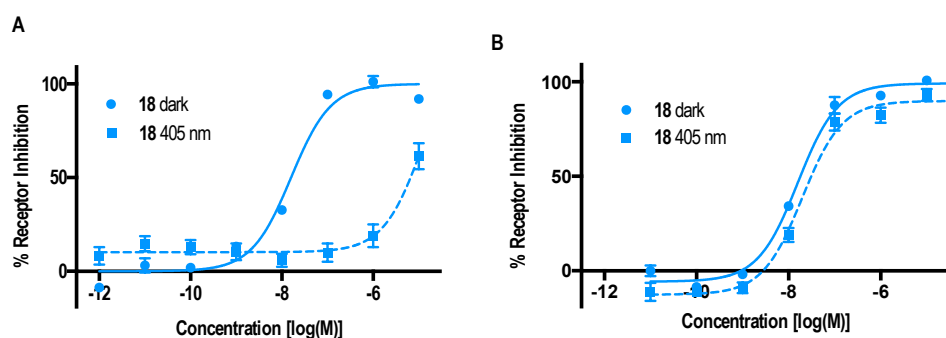 A
% Receptor Inhibition
100
50
0
18 dark
18 405 nm
-12 -10 -8 -6
Concentration [log(M)]
B
% Receptor Inhibition
100
50
0
18 dark
18 405 nm
-12 -10 -8 -6
Concentration [log(M)]